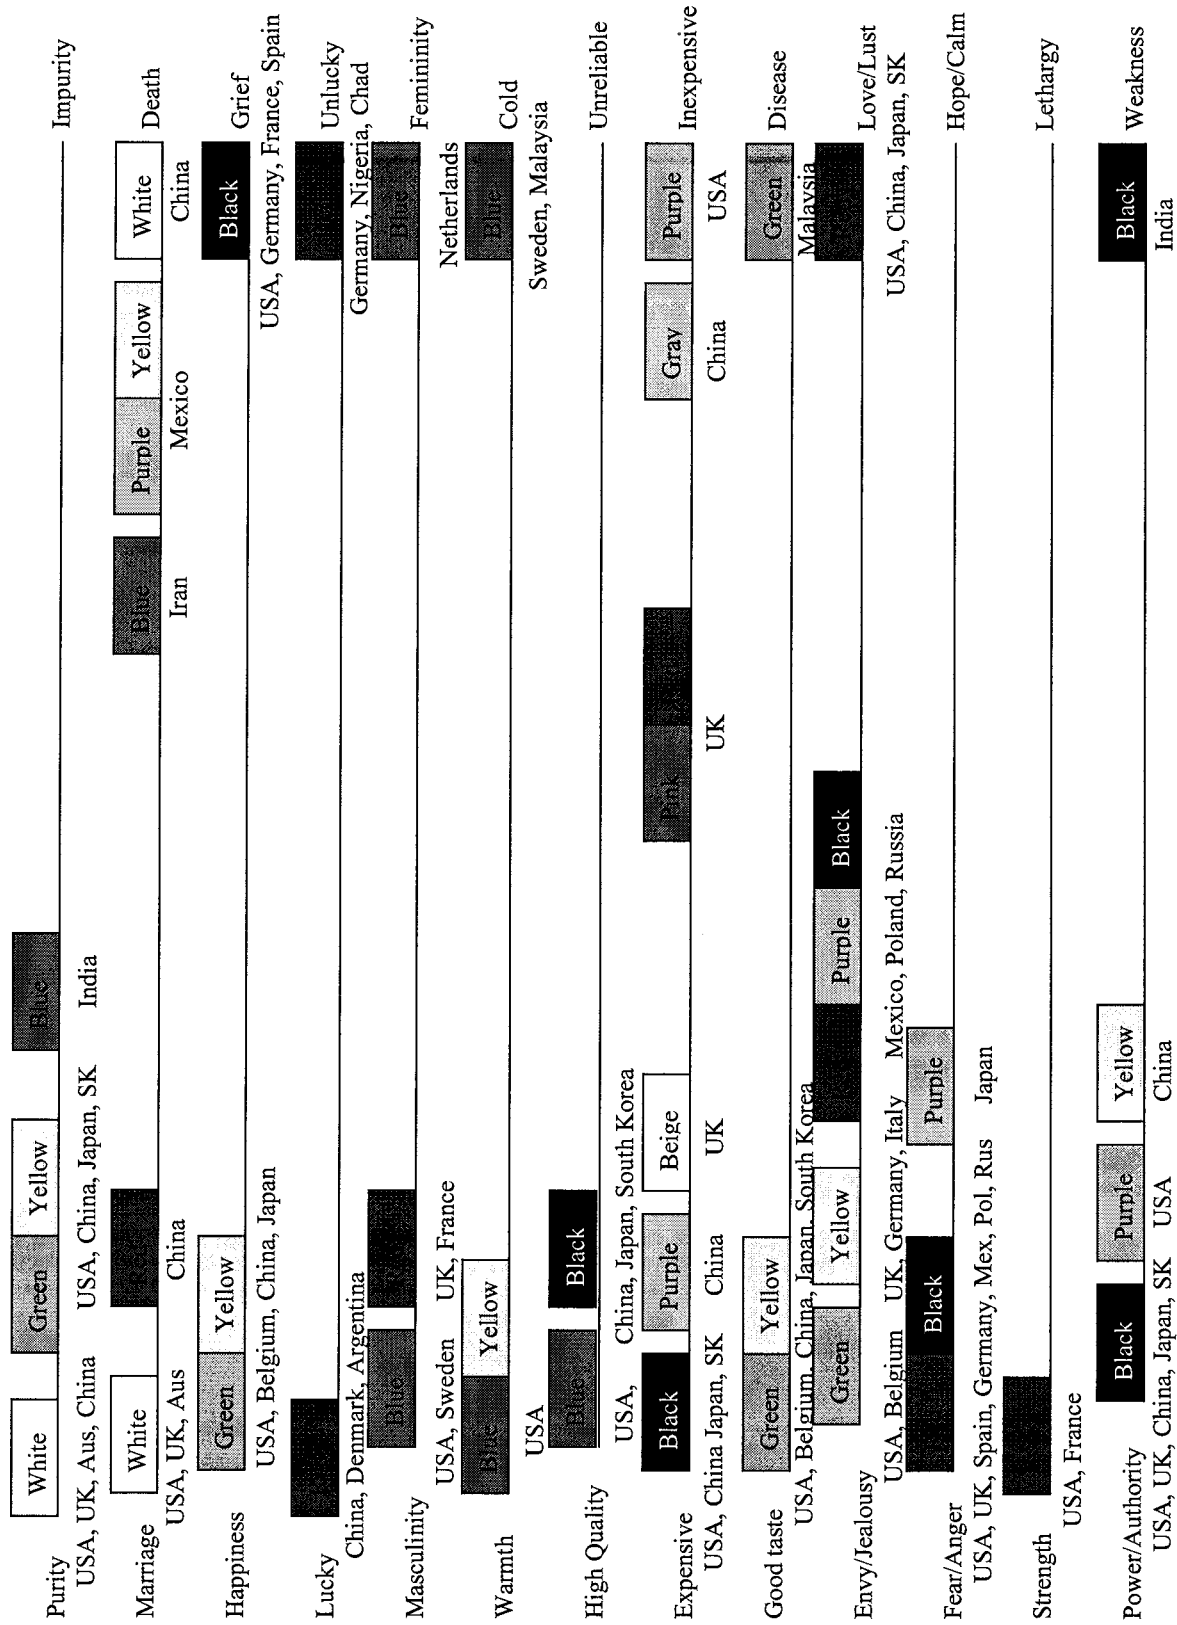 Purity White Green Yellow Blue Impurity
USA, UK, Aus, China USA, China, Japan, SK India
Marriage White Red Blue Purple Yellow White Death
USA, UK, Aus China Iran Mexico China
Happiness Green Yellow Black Grief
USA, Belgium, China, Japan USA, Germany, France, Spain
Lucky Unlucky
China, Denmark, Argentina Germany, Nigeria, Chad
Masculinity Blue Blue Femininity
USA, Sweden UK, France Netherlands
Warmth Blue Yellow Blue Cold
USA Sweden, Malaysia
High Quality Blue Black Unreliable
USA, China, Japan, South Korea
Expensive Black Purple Beige Pink Gray Purple Inexpensive
USA, China Japan, SK China UK UK China USA
Good taste Green Yellow Green Disease
USA, Belgium, China, Japan, South Korea Malaysia
Envy/Jealousy Green Yellow Purple Black Love/Lust
USA, Belgium UK, Germany, Italy Mexico, Poland, Russia USA, China, Japan, SK
Fear/Anger Black Purple Hope/Calm
USA, UK, Spain, Germany, Mex, Pol, Rus Japan
Strength Lethargy
USA, France
Power/Authority Black Purple Yellow Black Weakness
USA, UK, China, Japan, SK USA China India